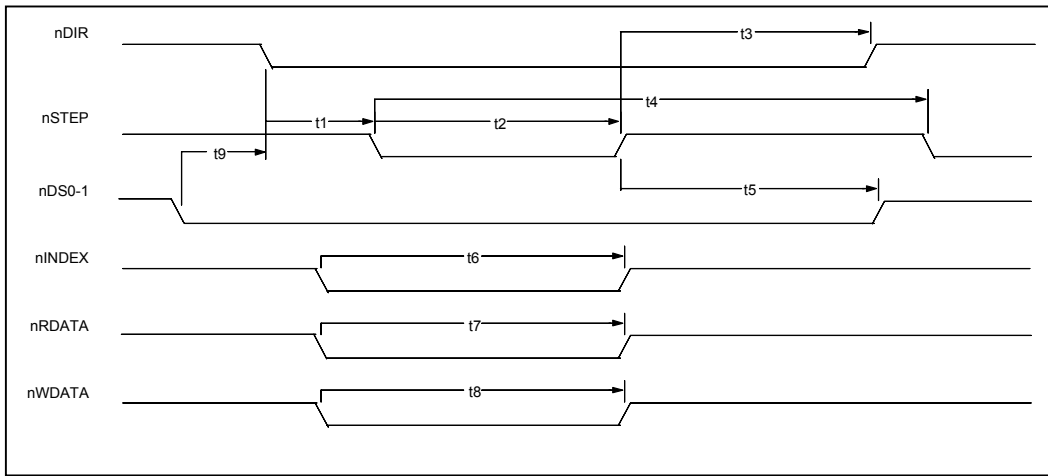 nDIR
t3
t4
nSTEP
t1
t2
t9
nDS0-1
t5
nINDEX
t6
nRDATA
t7
nWDATA
t8